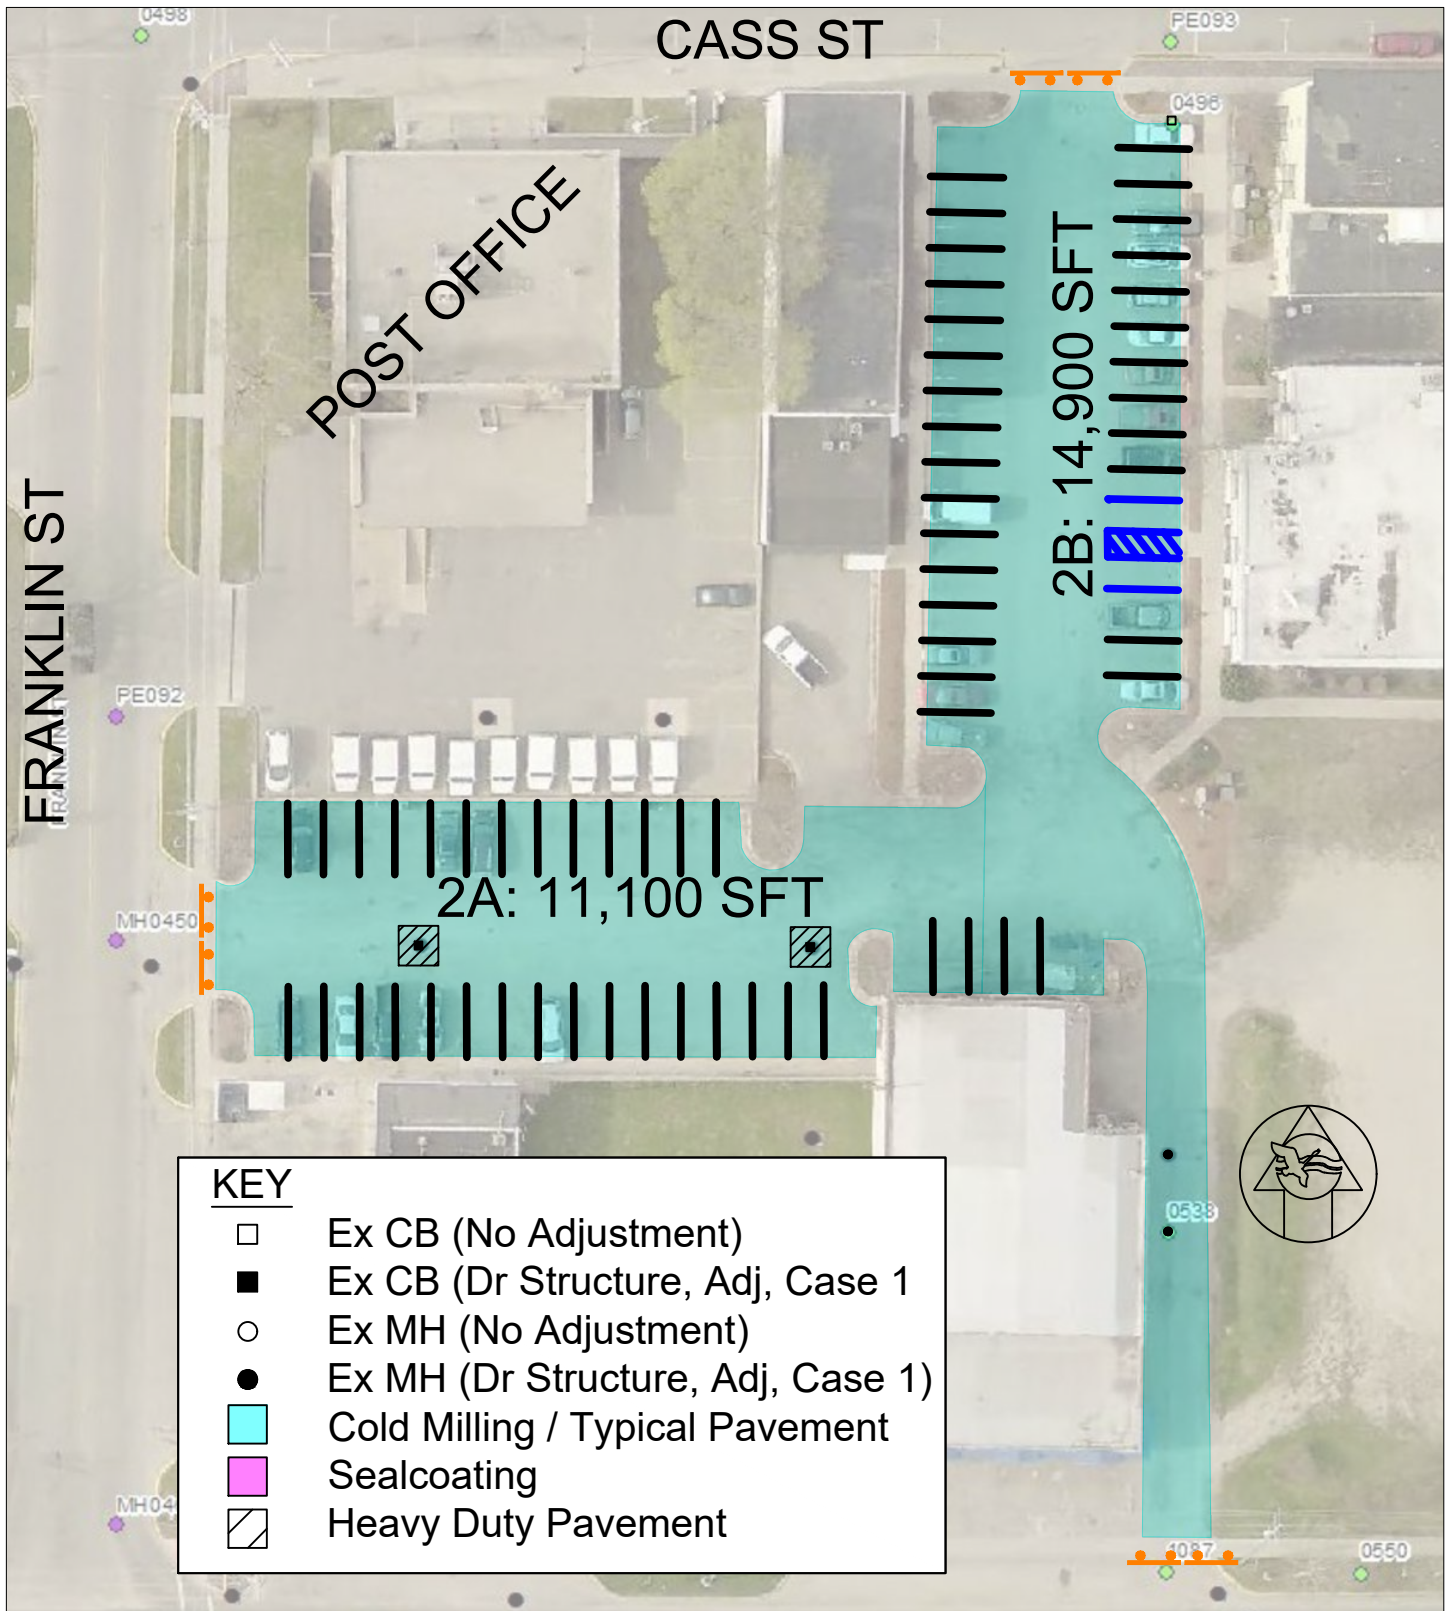 0498
CASS ST
PE093
0496
POST OFFICE
2B: 14,900 SFT
FRANKLIN ST
PE092
2A: 11,100 SFT
MH0450
KEY
Ex CB (No Adjustment)
Ex CB (Dr Structure, Adj, Case 1
Ex MH (No Adjustment)
Ex MH (Dr Structure, Adj, Case 1)
Cold Milling / Typical Pavement
Sealcoating
Heavy Duty Pavement
0538
MH04
0550